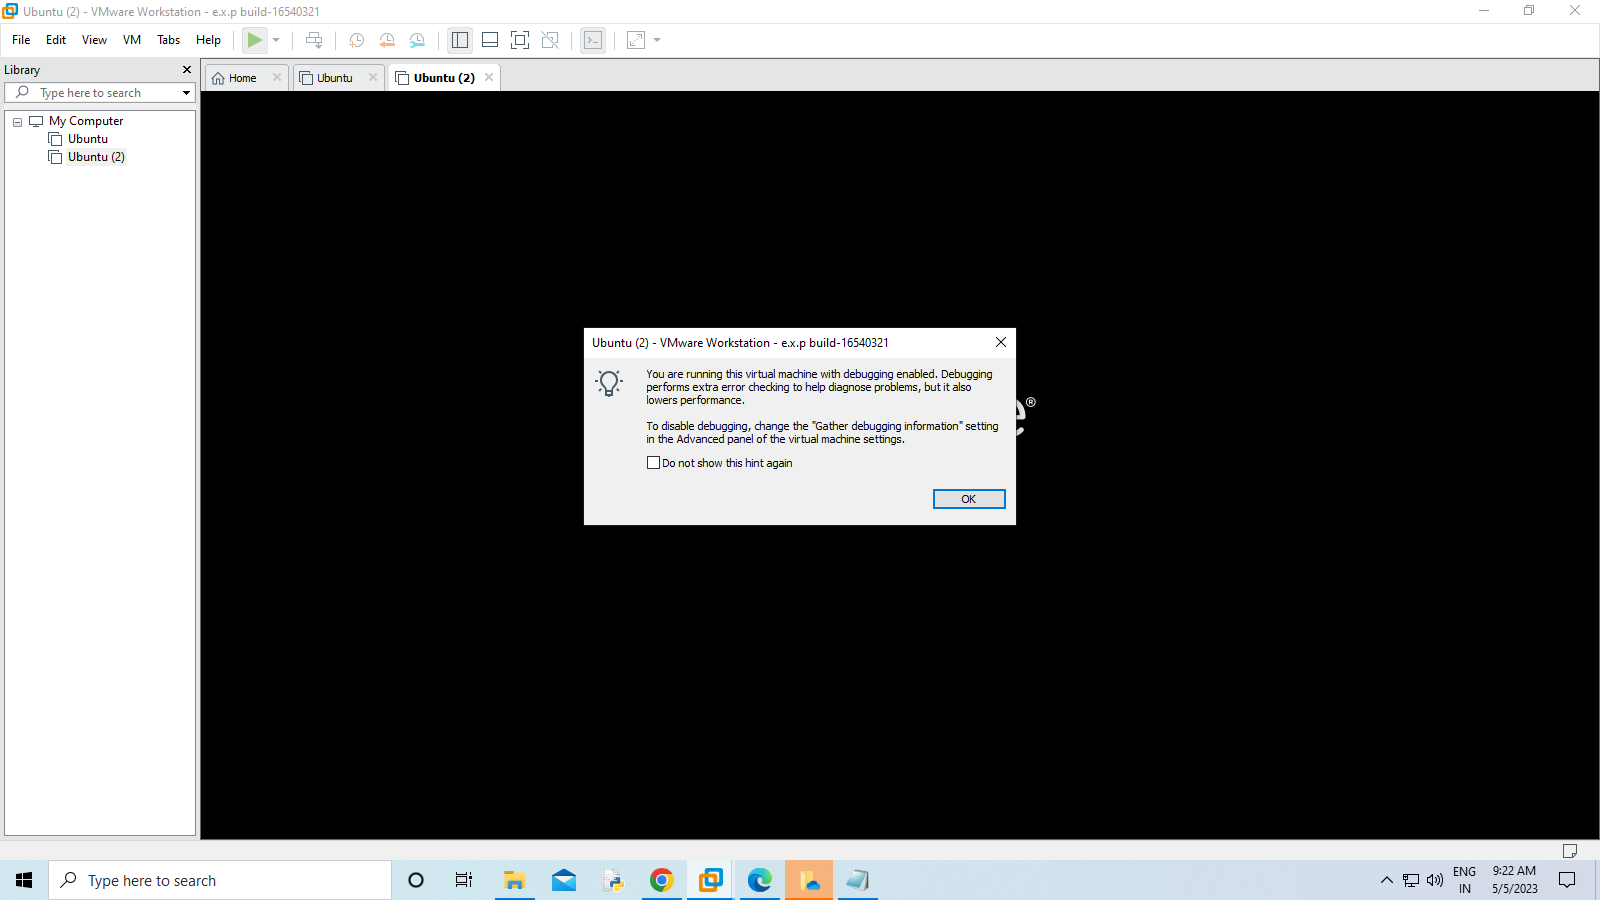 Ubuntu (2) - VMware Workstation - e.x.p build-16540321
File Edit View VM Tabs Help
Library
Type here to search
Home Ubuntu Ubuntu (2)
My Computer
Ubuntu
Ubuntu (2)
Ubuntu (2) - VMware Workstation - e.x.p build-16540321
You are running this virtual machine with debugging enabled. Debugging
performs extra error checking to help diagnose problems, but it also
lowers performance.
To disable debugging, change the "Gather debugging information" setting
in the Advanced panel of the virtual machine settings.
Do not show this hint again
OK
e®
Type here to search
ENG
IN
9:22 AM
5/5/2023